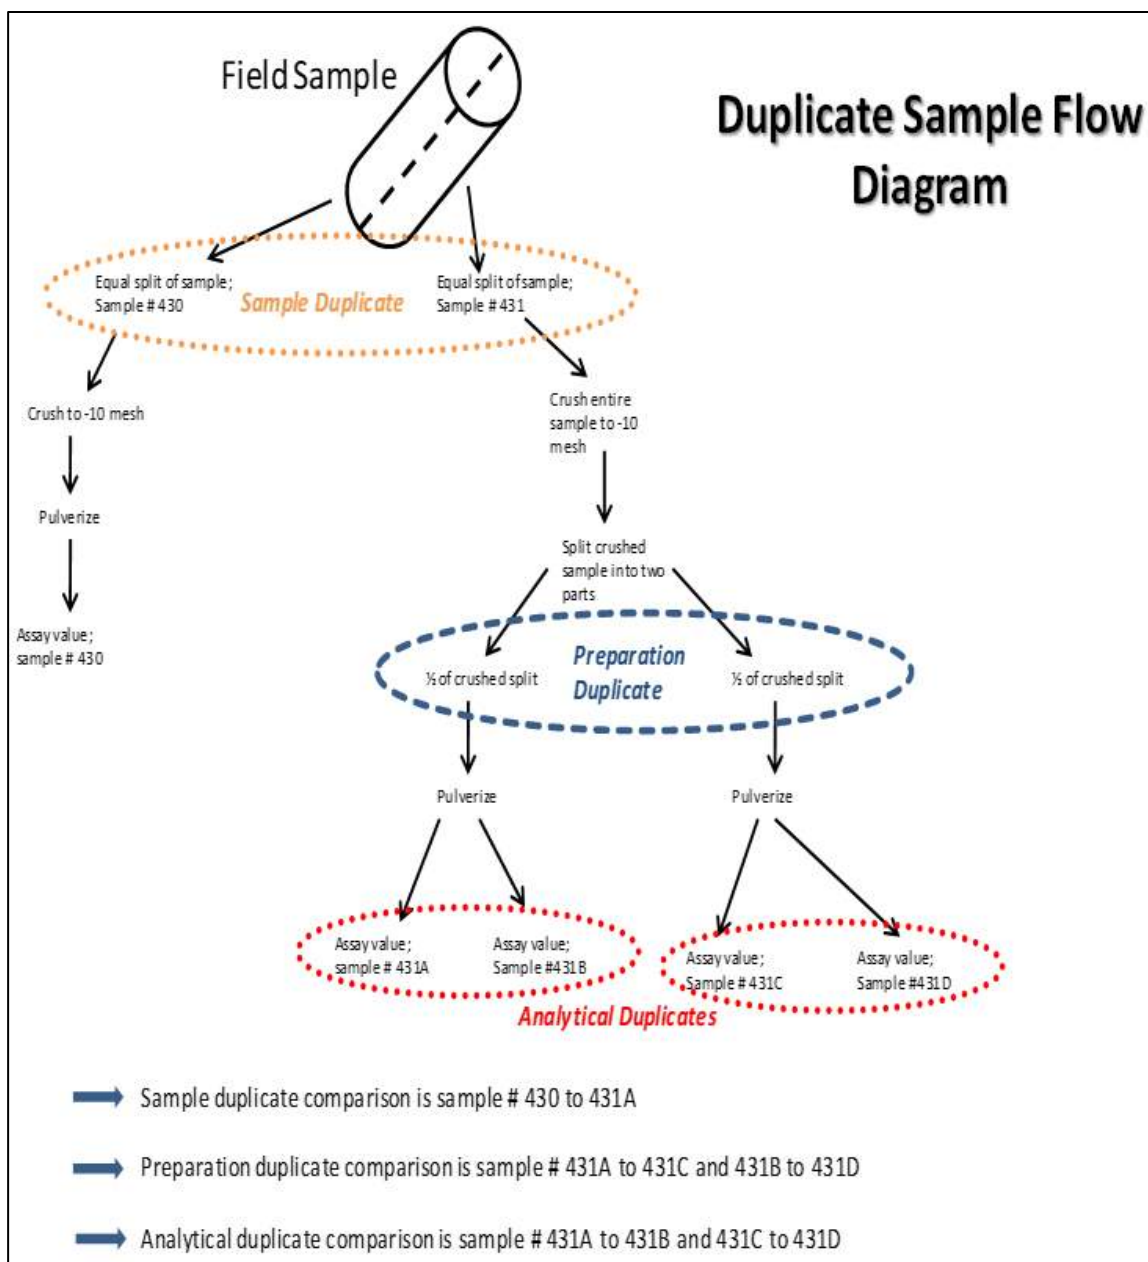 Field Sample
Duplicate Sample Flow
Diagram
Equal split of sample;
Sample # 430
Sample Duplicate
Equal split of sample;
Sample # 431
Crush to -10 mesh
Crush entire
sample to -10
mesh
Pulverize
Split crushed
sample into two
parts
Assay value;
sample # 430
Preparation
Duplicate
½ of crushed split
½ of crushed split
Pulverize
Pulverize
Assay value;
sample # 431A
Assay value;
Sample #431B
Assay value;
Sample # 431C
Assay value;
Sample #431D
Analytical Duplicates
Sample duplicate comparison is sample # 430 to 431A
Preparation duplicate comparison is sample # 431A to 431C and 431B to 431D
Analytical duplicate comparison is sample # 431A to 431B and 431C to 431D